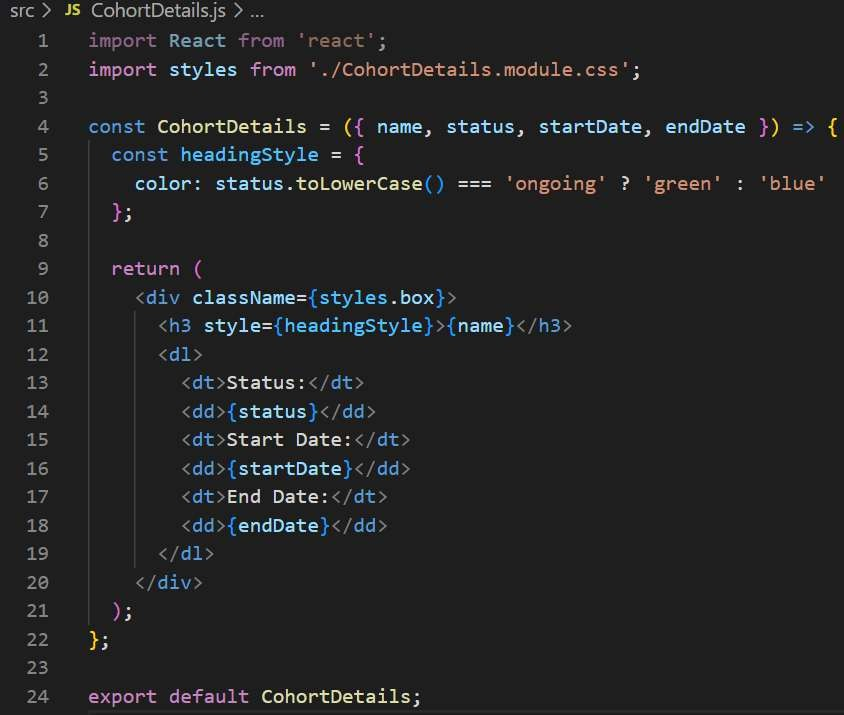 src > JS CohortDetails.js > ...
1 import React from 'react';
2 import styles from './CohortDetails.module.css';
3
4 const CohortDetails = ({ name, status, startDate, endDate }) => {
5   const headingStyle = {
6     color: status.toLowerCase() === 'ongoing' ? 'green' : 'blue'
7   };
8
9   return (
10     <div className={styles.box}>
11       <h3 style={headingStyle}>{name}</h3>
12       <dl>
13         <dt>Status:</dt>
14         <dd>{status}</dd>
15         <dt>Start Date:</dt>
16         <dd>{startDate}</dd>
17         <dt>End Date:</dt>
18         <dd>{endDate}</dd>
19       </dl>
20     </div>
21   );
22 };
23
24 export default CohortDetails;